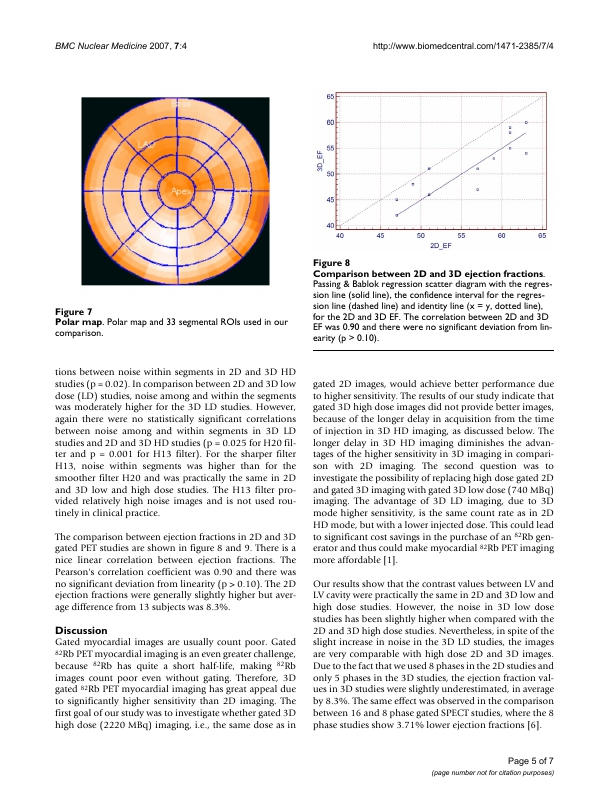 BMC Nuclear Medicine 2007, 7:4
http://www.biomedcentral.com/1471-2385/7/4
Apex
Figure 7
Polar map. Polar map and 33 segmental ROIs used in our
comparison.
65
60
55
50
45
40
3D_EF
40 45 50 55 60 65
2D_EF
Figure 8
Comparison between 2D and 3D ejection fractions.
Passing & Bablok regression scatter diagram with the regres-
sion line (solid line), the confidence interval for the regres-
sion line (dashed line) and identity line (x = y, dotted line),
for the 2D and 3D EF. The correlation between 2D and 3D
EF was 0.90 and there were no significant deviation from lin-
earity (p > 0.10).
tions between noise within segments in 2D and 3D HD
studies (p = 0.02). In comparison between 2D and 3D low
dose (LD) studies, noise among and within the segments
was moderately higher for the 3D LD studies. However,
again there were no statistically significant correlations
between noise among and within segments in 3D LD
studies and 2D and 3D HD studies (p = 0.025 for H20 fil-
ter and p = 0.001 for H13 filter). For the sharper filter
H13, noise within segments was higher than for the
smoother filter H20 and was practically the same in 2D
and 3D low and high dose studies. The H13 filter pro-
vided relatively high noise images and is not used rou-
tinely in clinical practice.
The comparison between ejection fractions in 2D and 3D
gated PET studies are shown in figure 8 and 9. There is a
nice linear correlation between ejection fractions. The
Pearson's correlation coefficient was 0.90 and there was
no significant deviation from linearity (p > 0.10). The 2D
ejection fractions were generally slightly higher but aver-
age difference from 13 subjects was 8.3%.
Discussion
Gated myocardial images are usually count poor. Gated
⁸²Rb PET myocardial imaging is an even greater challenge,
because ⁸²Rb has quite a short half-life, making ⁸²Rb
images count poor even without gating. Therefore, 3D
gated ⁸²Rb PET myocardial imaging has great appeal due
to significantly higher sensitivity than 2D imaging. The
first goal of our study was to investigate whether gated 3D
high dose (2220 MBq) imaging, i.e., the same dose as in
gated 2D images, would achieve better performance due
to higher sensitivity. The results of our study indicate that
gated 3D high dose images did not provide better images,
because of the longer delay in acquisition from the time
of injection in 3D HD imaging, as discussed below. The
longer delay in 3D HD imaging diminishes the advan-
tages of the higher sensitivity in 3D imaging in compari-
son with 2D imaging. The second question was to
investigate the possibility of replacing high dose gated 2D
and gated 3D imaging with gated 3D low dose (740 MBq)
imaging. The advantage of 3D LD imaging, due to 3D
mode higher sensitivity, is the same count rate as in 2D
HD mode, but with a lower injected dose. This could lead
to significant cost savings in the purchase of an ⁸²Rb gen-
erator and thus could make myocardial ⁸²Rb PET imaging
more affordable [1].
Our results show that the contrast values between LV and
LV cavity were practically the same in 2D and 3D low and
high dose studies. However, the noise in 3D low dose
studies has been slightly higher when compared with the
2D and 3D high dose studies. Nevertheless, in spite of the
slight increase in noise in the 3D LD studies, the images
are very comparable with high dose 2D and 3D images.
Due to the fact that we used 8 phases in the 2D studies and
only 5 phases in the 3D studies, the ejection fraction val-
ues in 3D studies were slightly underestimated, in average
by 8.3%. The same effect was observed in the comparison
between 16 and 8 phase gated SPECT studies, where the 8
phase studies show 3.71% lower ejection fractions [6].
Page 5 of 7
(page number not for citation purposes)